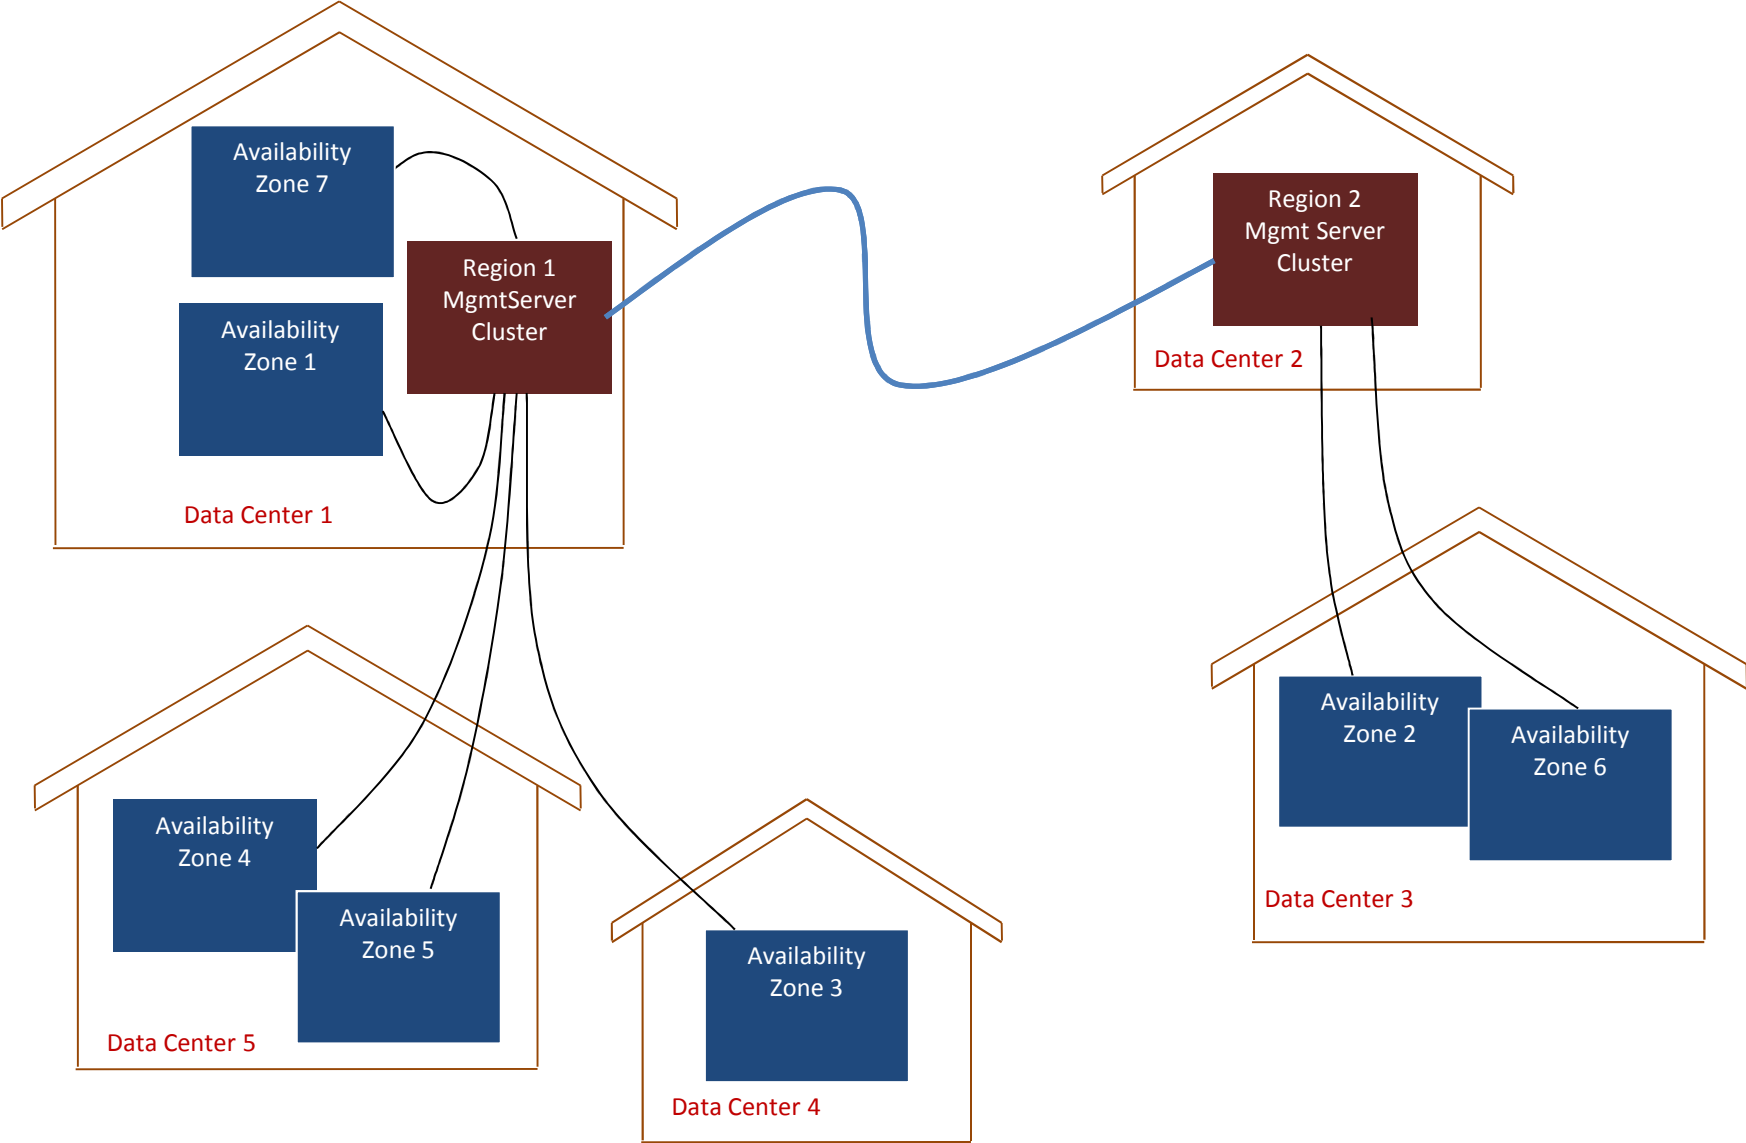 Availability
Zone 7
Region 1
MgmtServer
Cluster
Availability
Zone 1
Data Center 1
Region 2
Mgmt Server
Cluster
Data Center 2
Availability
Zone 2
Availability
Zone 6
Data Center 3
Availability
Zone 4
Availability
Zone 5
Data Center 5
Availability
Zone 3
Data Center 4